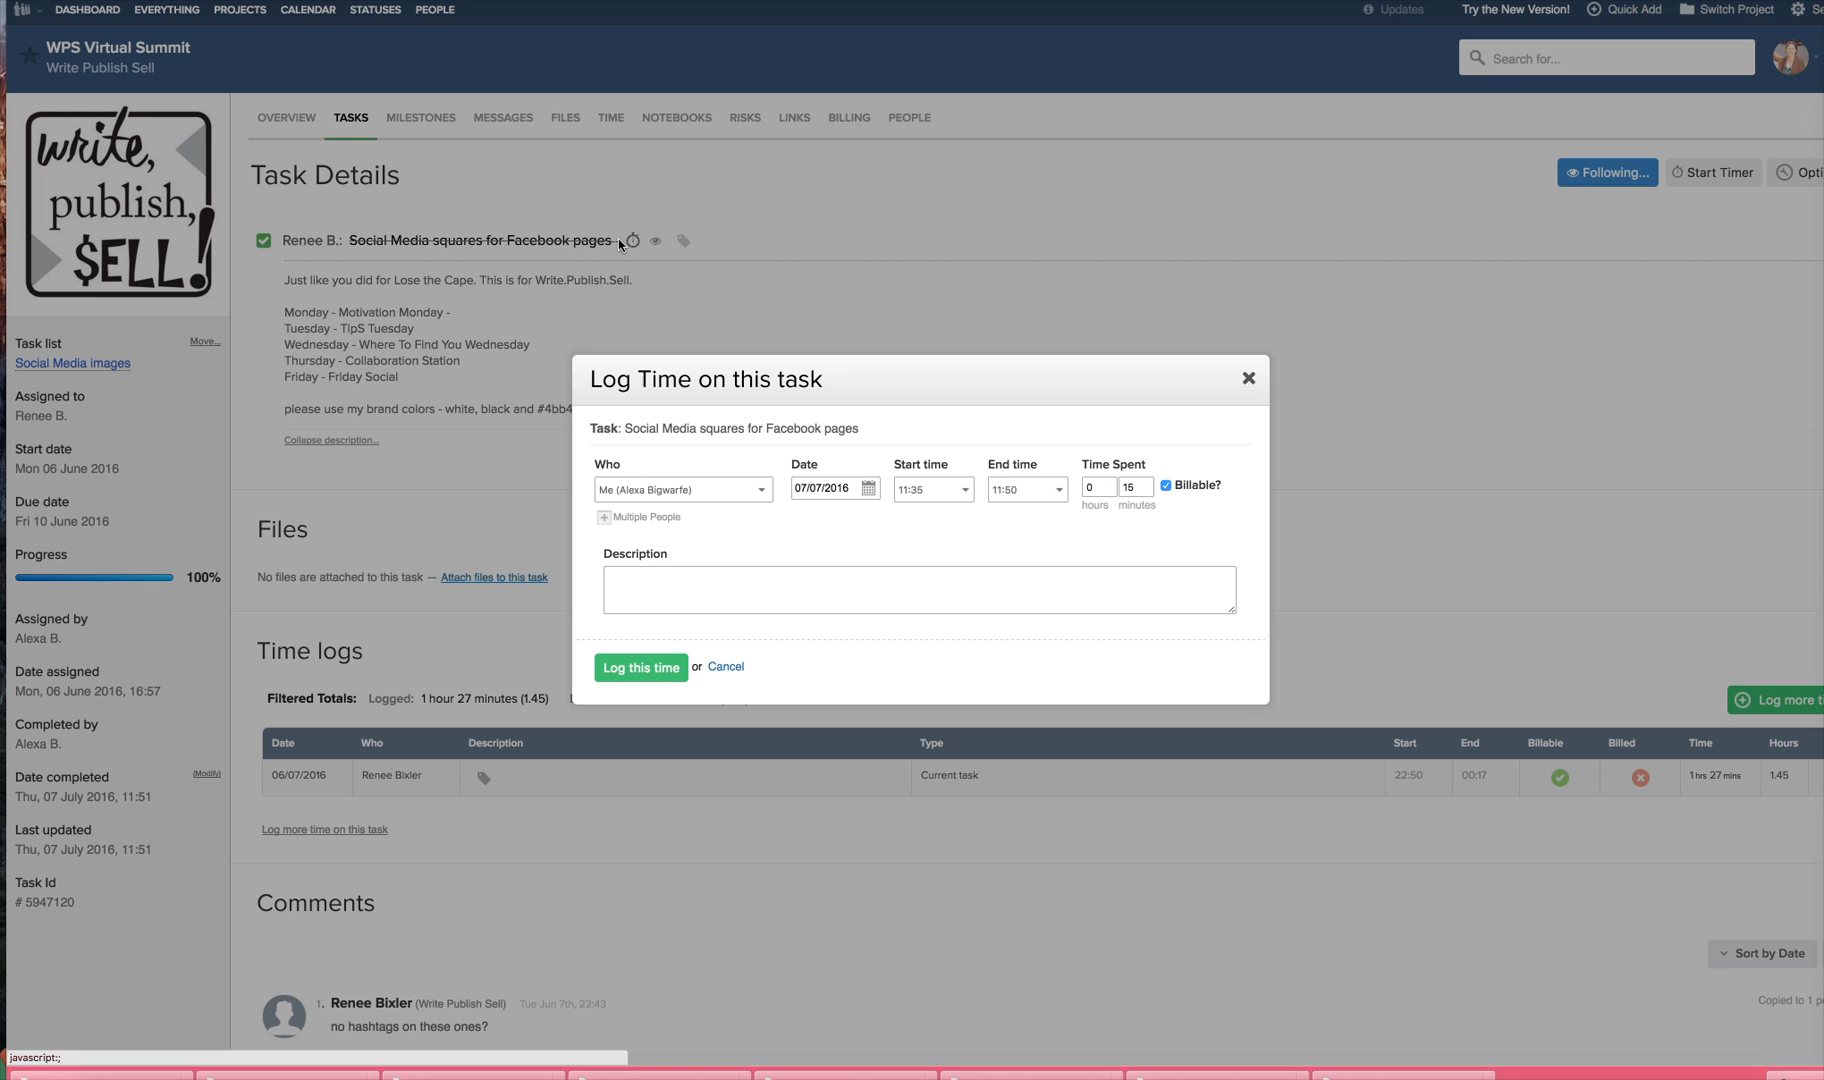 DASHBOARD EVERYTHING PROJECTS CALENDAR STATUSES PEOPLE
Updates Try the New Version! Quick Add Switch Project
WPS Virtual Summit
Write Publish Sell
Search for...
write,
publish,
$ELL!
OVERVIEW TASKS MILESTONES MESSAGES FILES TIME NOTEBOOKS RISKS LINKS BILLING PEOPLE
Task Details
Following... Start Timer
Renee B.: Social Media squares for Facebook pages
Just like you did for Lose the Cape. This is for Write.Publish.Sell.
Monday - Motivation Monday -
Tuesday - TipS Tuesday
Wednesday - Where To Find You Wednesday
Thursday - Collaboration Station
Friday - Friday Social
please use my brand colors - white, black and #4bb4
Collapse description...
Task list Move...
Social Media images
Assigned to
Renee B.
Start date
Mon 06 June 2016
Due date
Fri 10 June 2016
Progress
100%
Assigned by
Alexa B.
Date assigned
Mon, 06 June 2016, 16:57
Completed by
Alexa B.
Date completed (Modify)
Thu, 07 July 2016, 11:51
Last updated
Thu, 07 July 2016, 11:51
Task Id
# 5947120
Log Time on this task
Task: Social Media squares for Facebook pages
Who Date Start time End time Time Spent
Me (Alexa Bigwarfe) 07/07/2016 11:35 11:50 0 15 Billable?
hours minutes
Multiple People
Description
Log this time or Cancel
Files
No files are attached to this task — Attach files to this task
Time logs
Filtered Totals: Logged: 1 hour 27 minutes (1.45)
Log more
Date Who Description Type Start End Billable Billed Time Hours
06/07/2016 Renee Bixler Current task 22:50 00:17 1 hrs 27 mins 1.45
Log more time on this task
Comments
Sort by Date
1. Renee Bixler (Write Publish Sell) Tue Jun 7th, 22:43
Copied to 1
no hashtags on these ones?
javascript:;